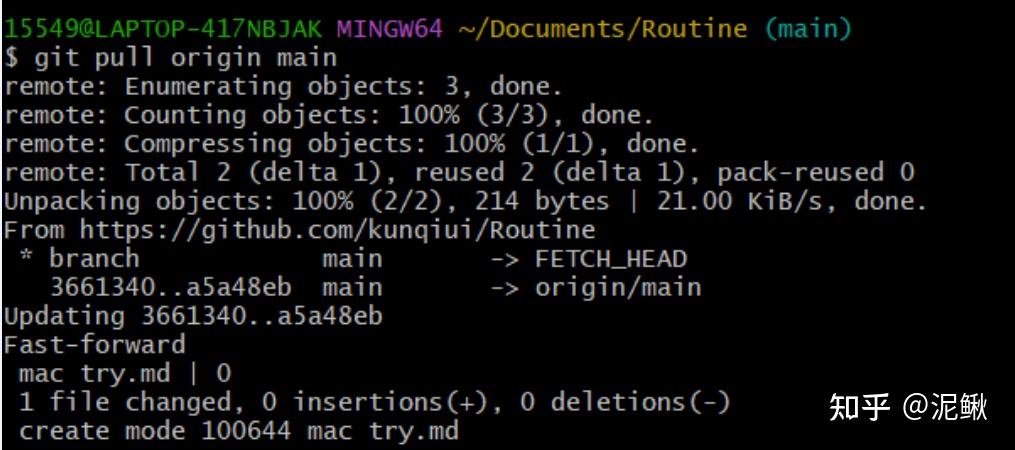 15549@LAPTOP-417NBJAK MINGW64 ~/Documents/Routine (main)
$ git pull origin main
remote: Enumerating objects: 3, done.
remote: Counting objects: 100% (3/3), done.
remote: Compressing objects: 100% (1/1), done.
remote: Total 2 (delta 1), reused 2 (delta 1), pack-reused 0
Unpacking objects: 100% (2/2), 214 bytes | 21.00 KiB/s, done.
From https://github.com/kunqiui/Routine
 * branch            main       -> FETCH_HEAD
   3661340..a5a48eb  main       -> origin/main
Updating 3661340..a5a48eb
Fast-forward
 mac try.md | 0
 1 file changed, 0 insertions(+), 0 deletions(-)
 create mode 100644 mac try.md
知乎 @泥鳅